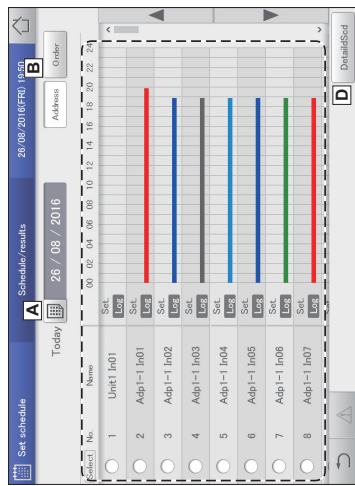 Set schedule
Schedule/results
26/08/2016(FRI) 19:50
A
B
Today
26 / 08 / 2016
Address
Order
Select
No.
Name
00 02 04 06 08 10 12 14 16 18 20 22 24
1 Unit1 In01 Set. Log
2 Adp1-1 In01 Set. Log
3 Adp1-1 In02 Set. Log
4 Adp1-1 In03 Set. Log
5 Adp1-1 In04 Set. Log
6 Adp1-1 In05 Set. Log
7 Adp1-1 In06 Set. Log
8 Adp1-1 In07 Set. Log
D
DetaildScd